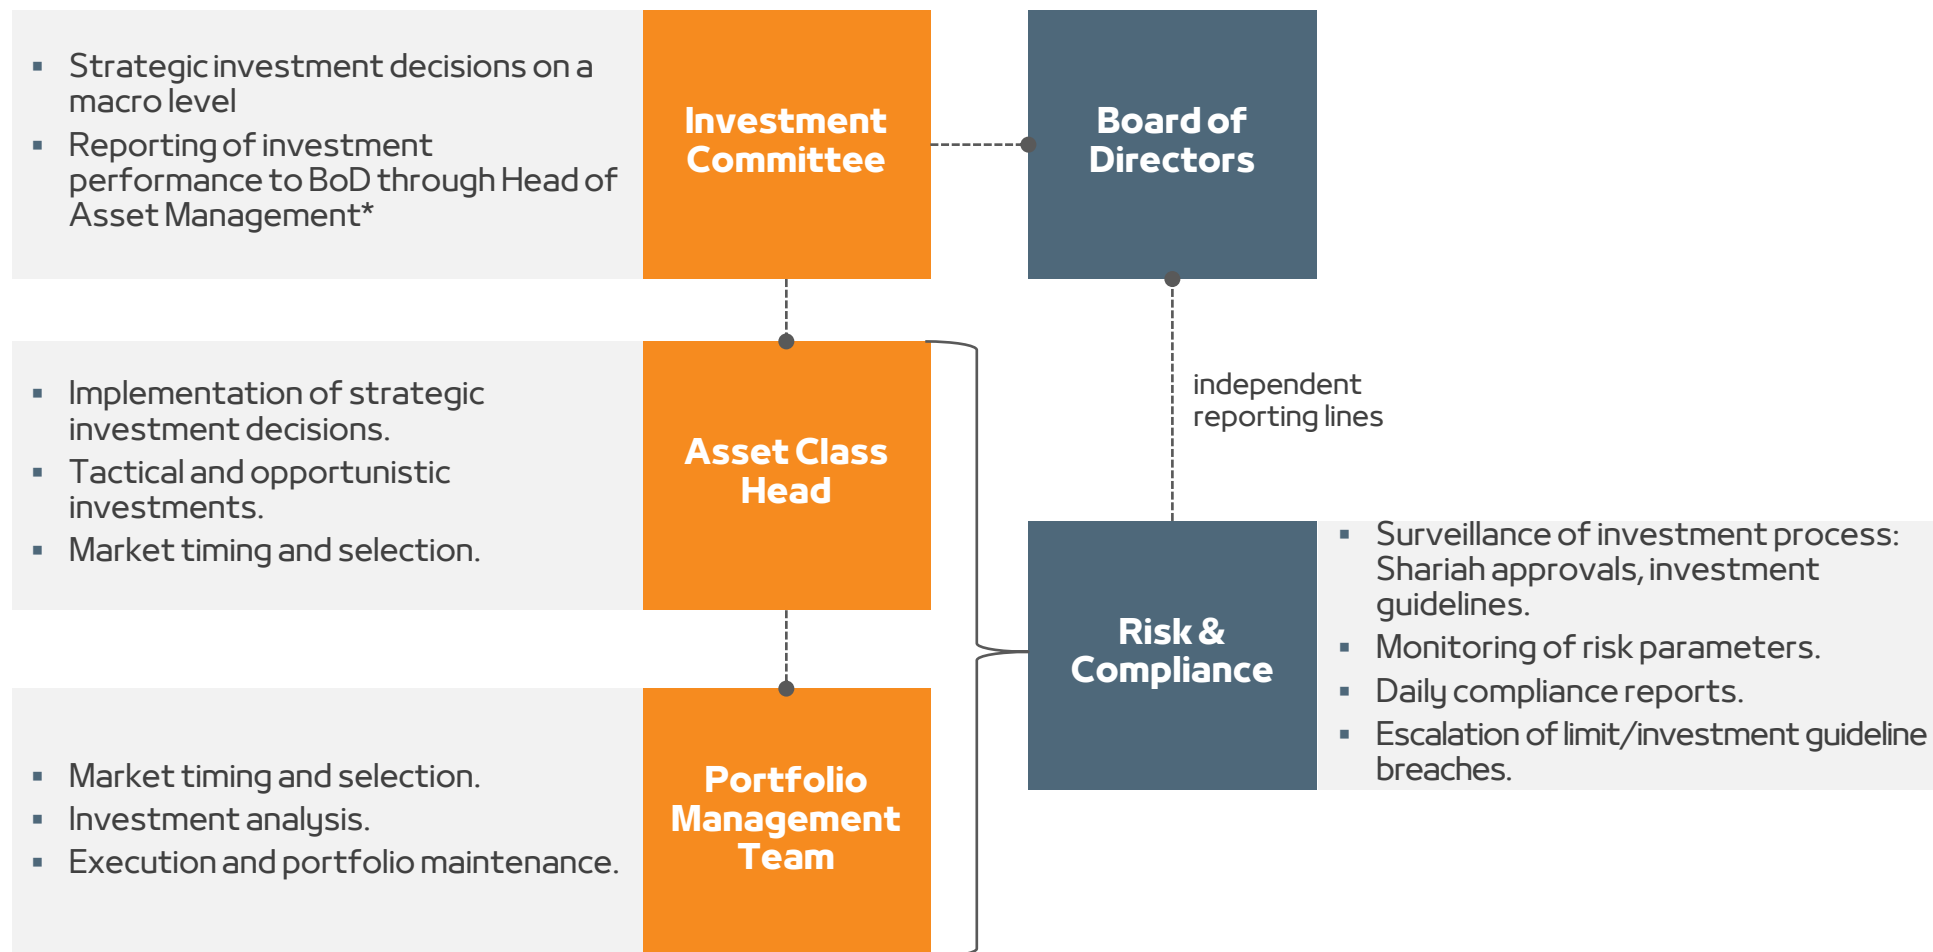 ▪ Strategic investment decisions on a
macro level
▪ Reporting of investment
performance to BoD through Head of
Asset Management*
Investment
Committee
Board of
Directors
▪ Implementation of strategic
investment decisions.
▪ Tactical and opportunistic
investments.
▪ Market timing and selection.
Asset Class
Head
independent
reporting lines
Risk &
Compliance
▪ Surveillance of investment process:
Shariah approvals, investment
guidelines.
▪ Monitoring of risk parameters.
▪ Daily compliance reports.
▪ Escalation of limit/investment guideline
breaches.
▪ Market timing and selection.
▪ Investment analysis.
▪ Execution and portfolio maintenance.
Portfolio
Management
Team